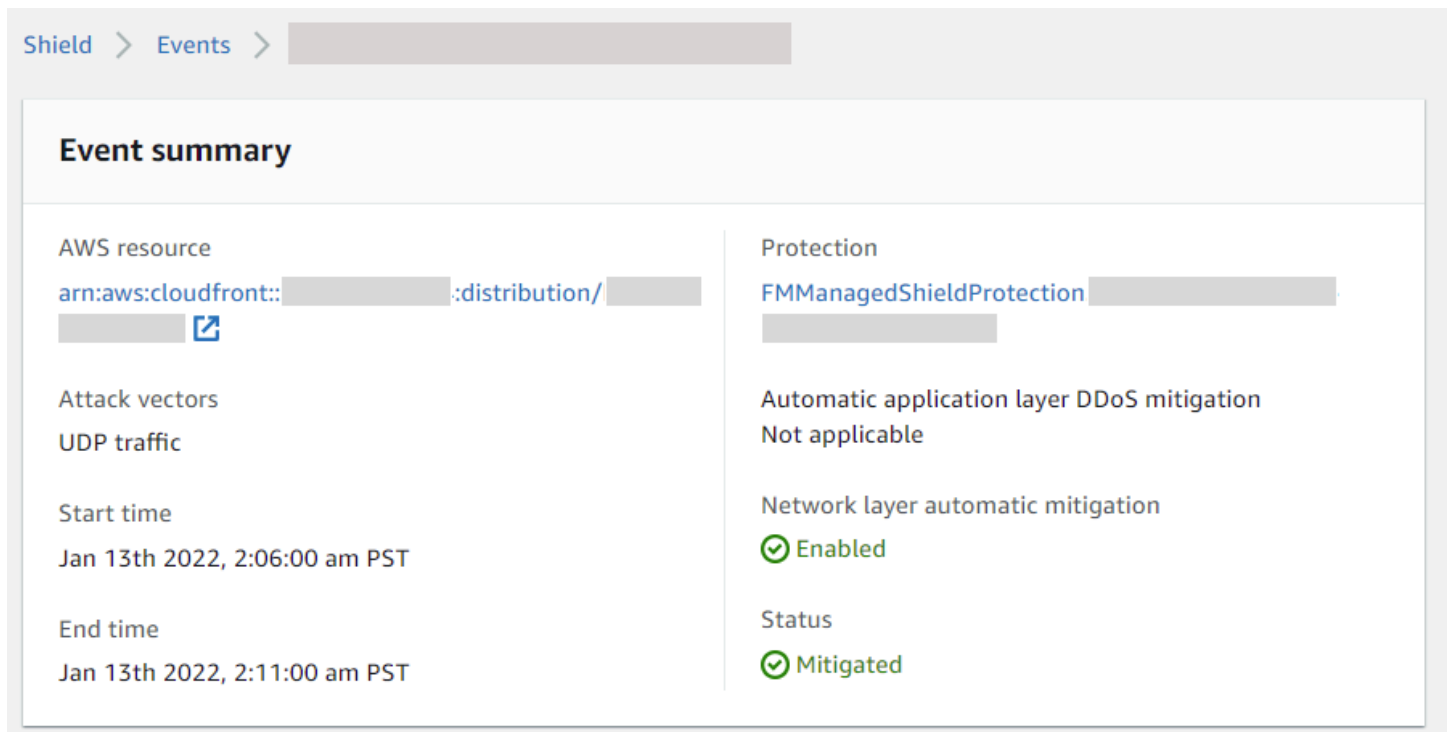 Shield > Events >
Event summary
AWS resource
arn:aws:cloudfront:: :distribution/
Attack vectors
UDP traffic
Start time
Jan 13th 2022, 2:06:00 am PST
End time
Jan 13th 2022, 2:11:00 am PST
Protection
FMManagedShieldProtection
Automatic application layer DDoS mitigation
Not applicable
Network layer automatic mitigation
Enabled
Status
Mitigated